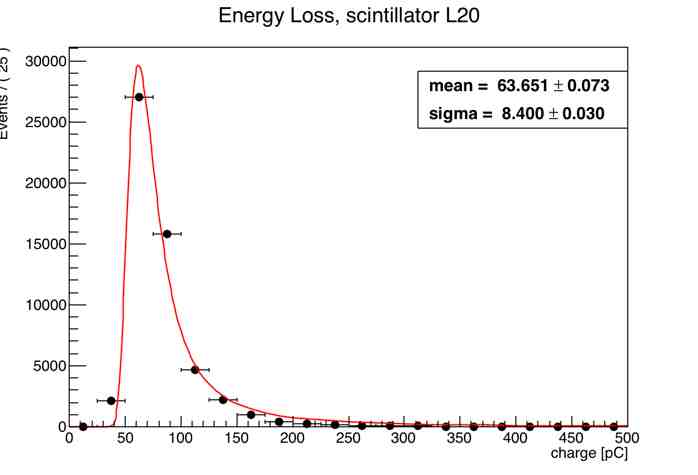 Energy Loss, scintillator L20
Events / ( 25 )
30000
25000
20000
15000
10000
5000
0
mean = 63.651 ± 0.073
sigma = 8.400 ± 0.030
0 50 100 150 200 250 300 350 400 450 500
charge [pC]